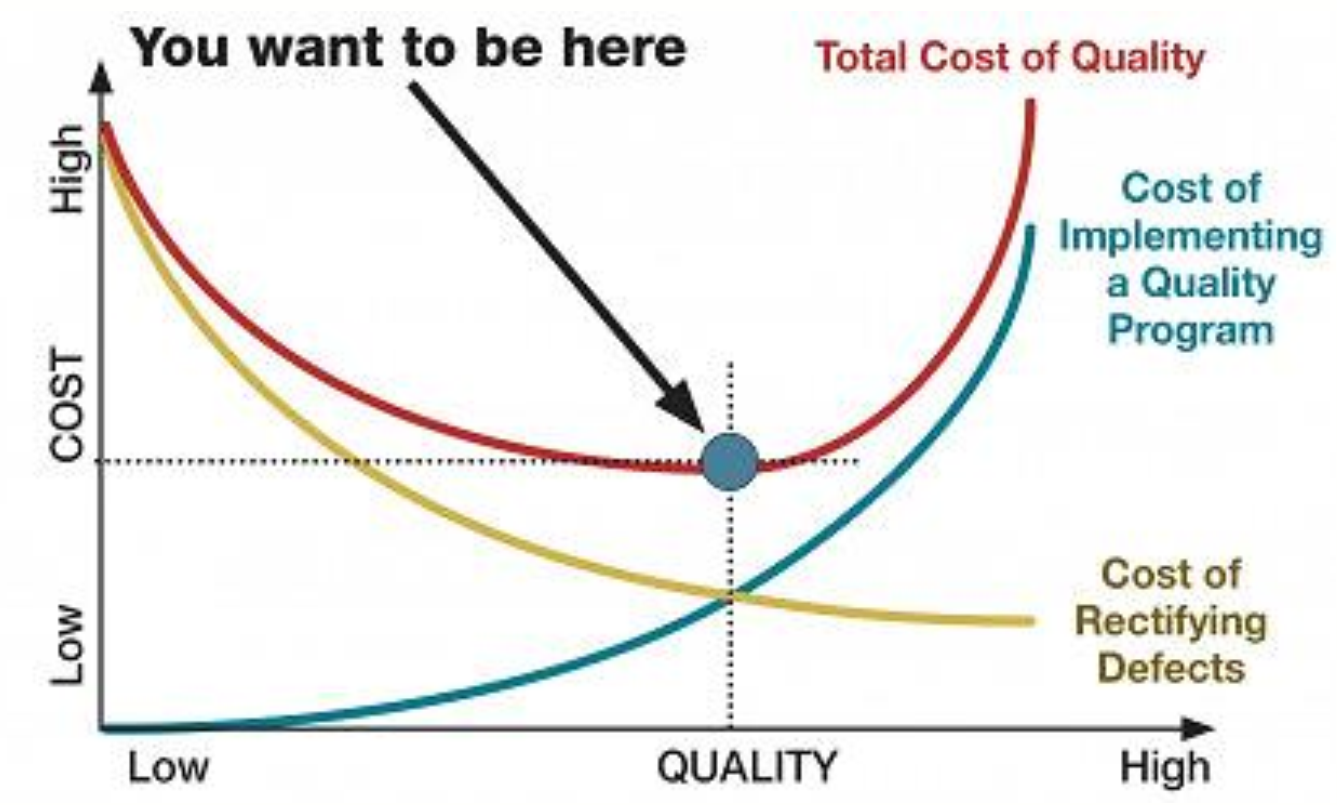 You want to be here
Total Cost of Quality
High
COST
Low
Cost of
Implementing
a Quality
Program
Cost of
Rectifying
Defects
Low
QUALITY
High